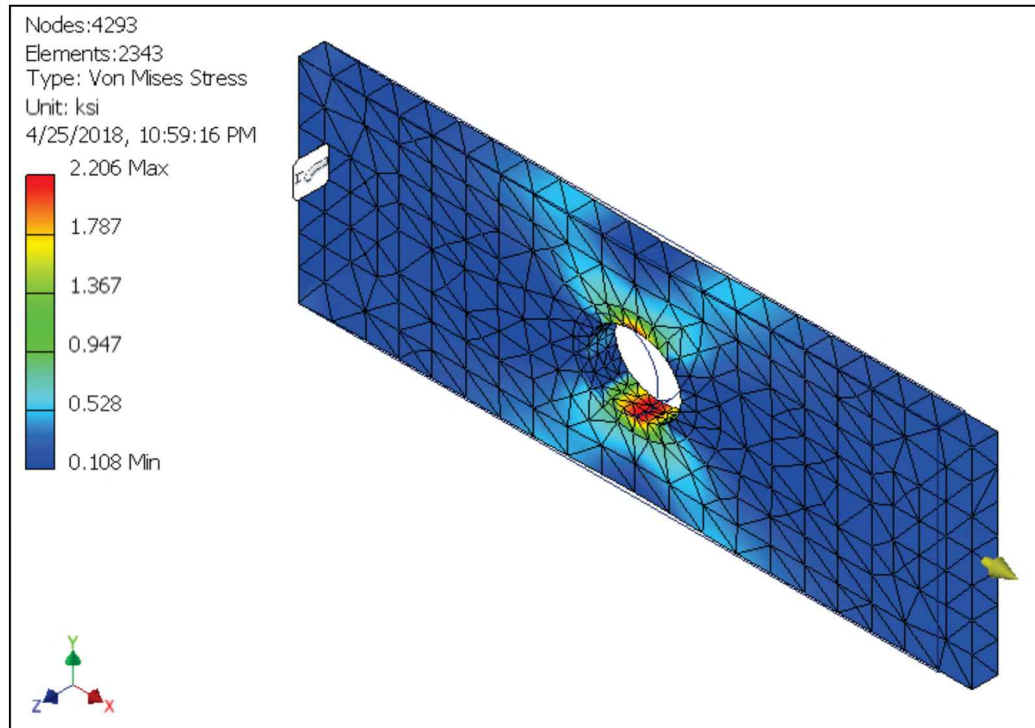 Nodes:4293
Elements:2343
Type: Von Mises Stress
Unit: ksi
4/25/2018, 10:59:16 PM
2.206 Max
1.787
1.367
0.947
0.528
0.108 Min
Y
Z
X